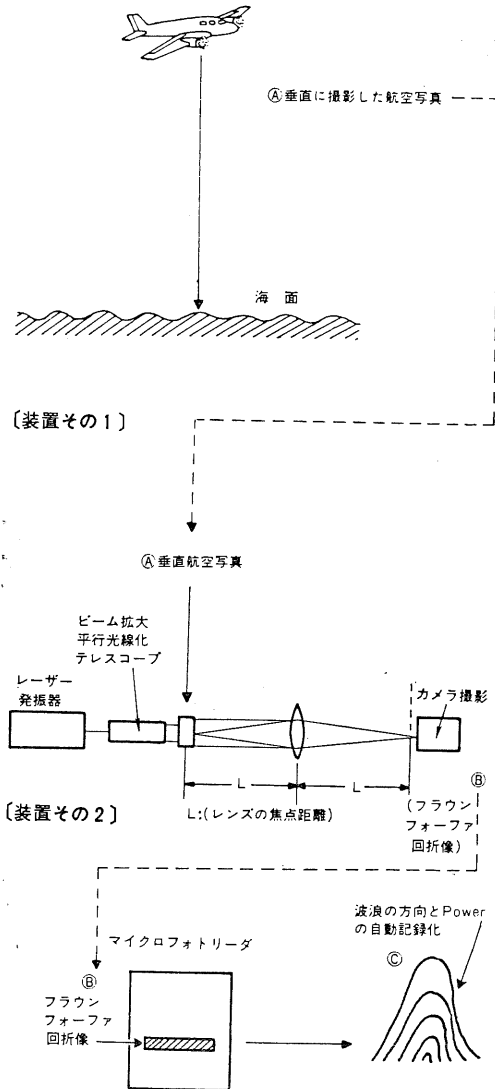 Ⓐ垂直に撮影した航空写真
海面
〔装置その1〕
Ⓐ垂直航空写真
ビーム拡大
平行光線化
テレスコープ
レーザー
発振器
カメラ撮影
L
L
L:(レンズの焦点距離)
Ⓑ
(フラウン
フォーファ
回折像)
〔装置その2〕
マイクロフォトリーダ
Ⓑ
フラウン
フォーファ
回折像
波浪の方向とPower
の自動記録化
Ⓒ